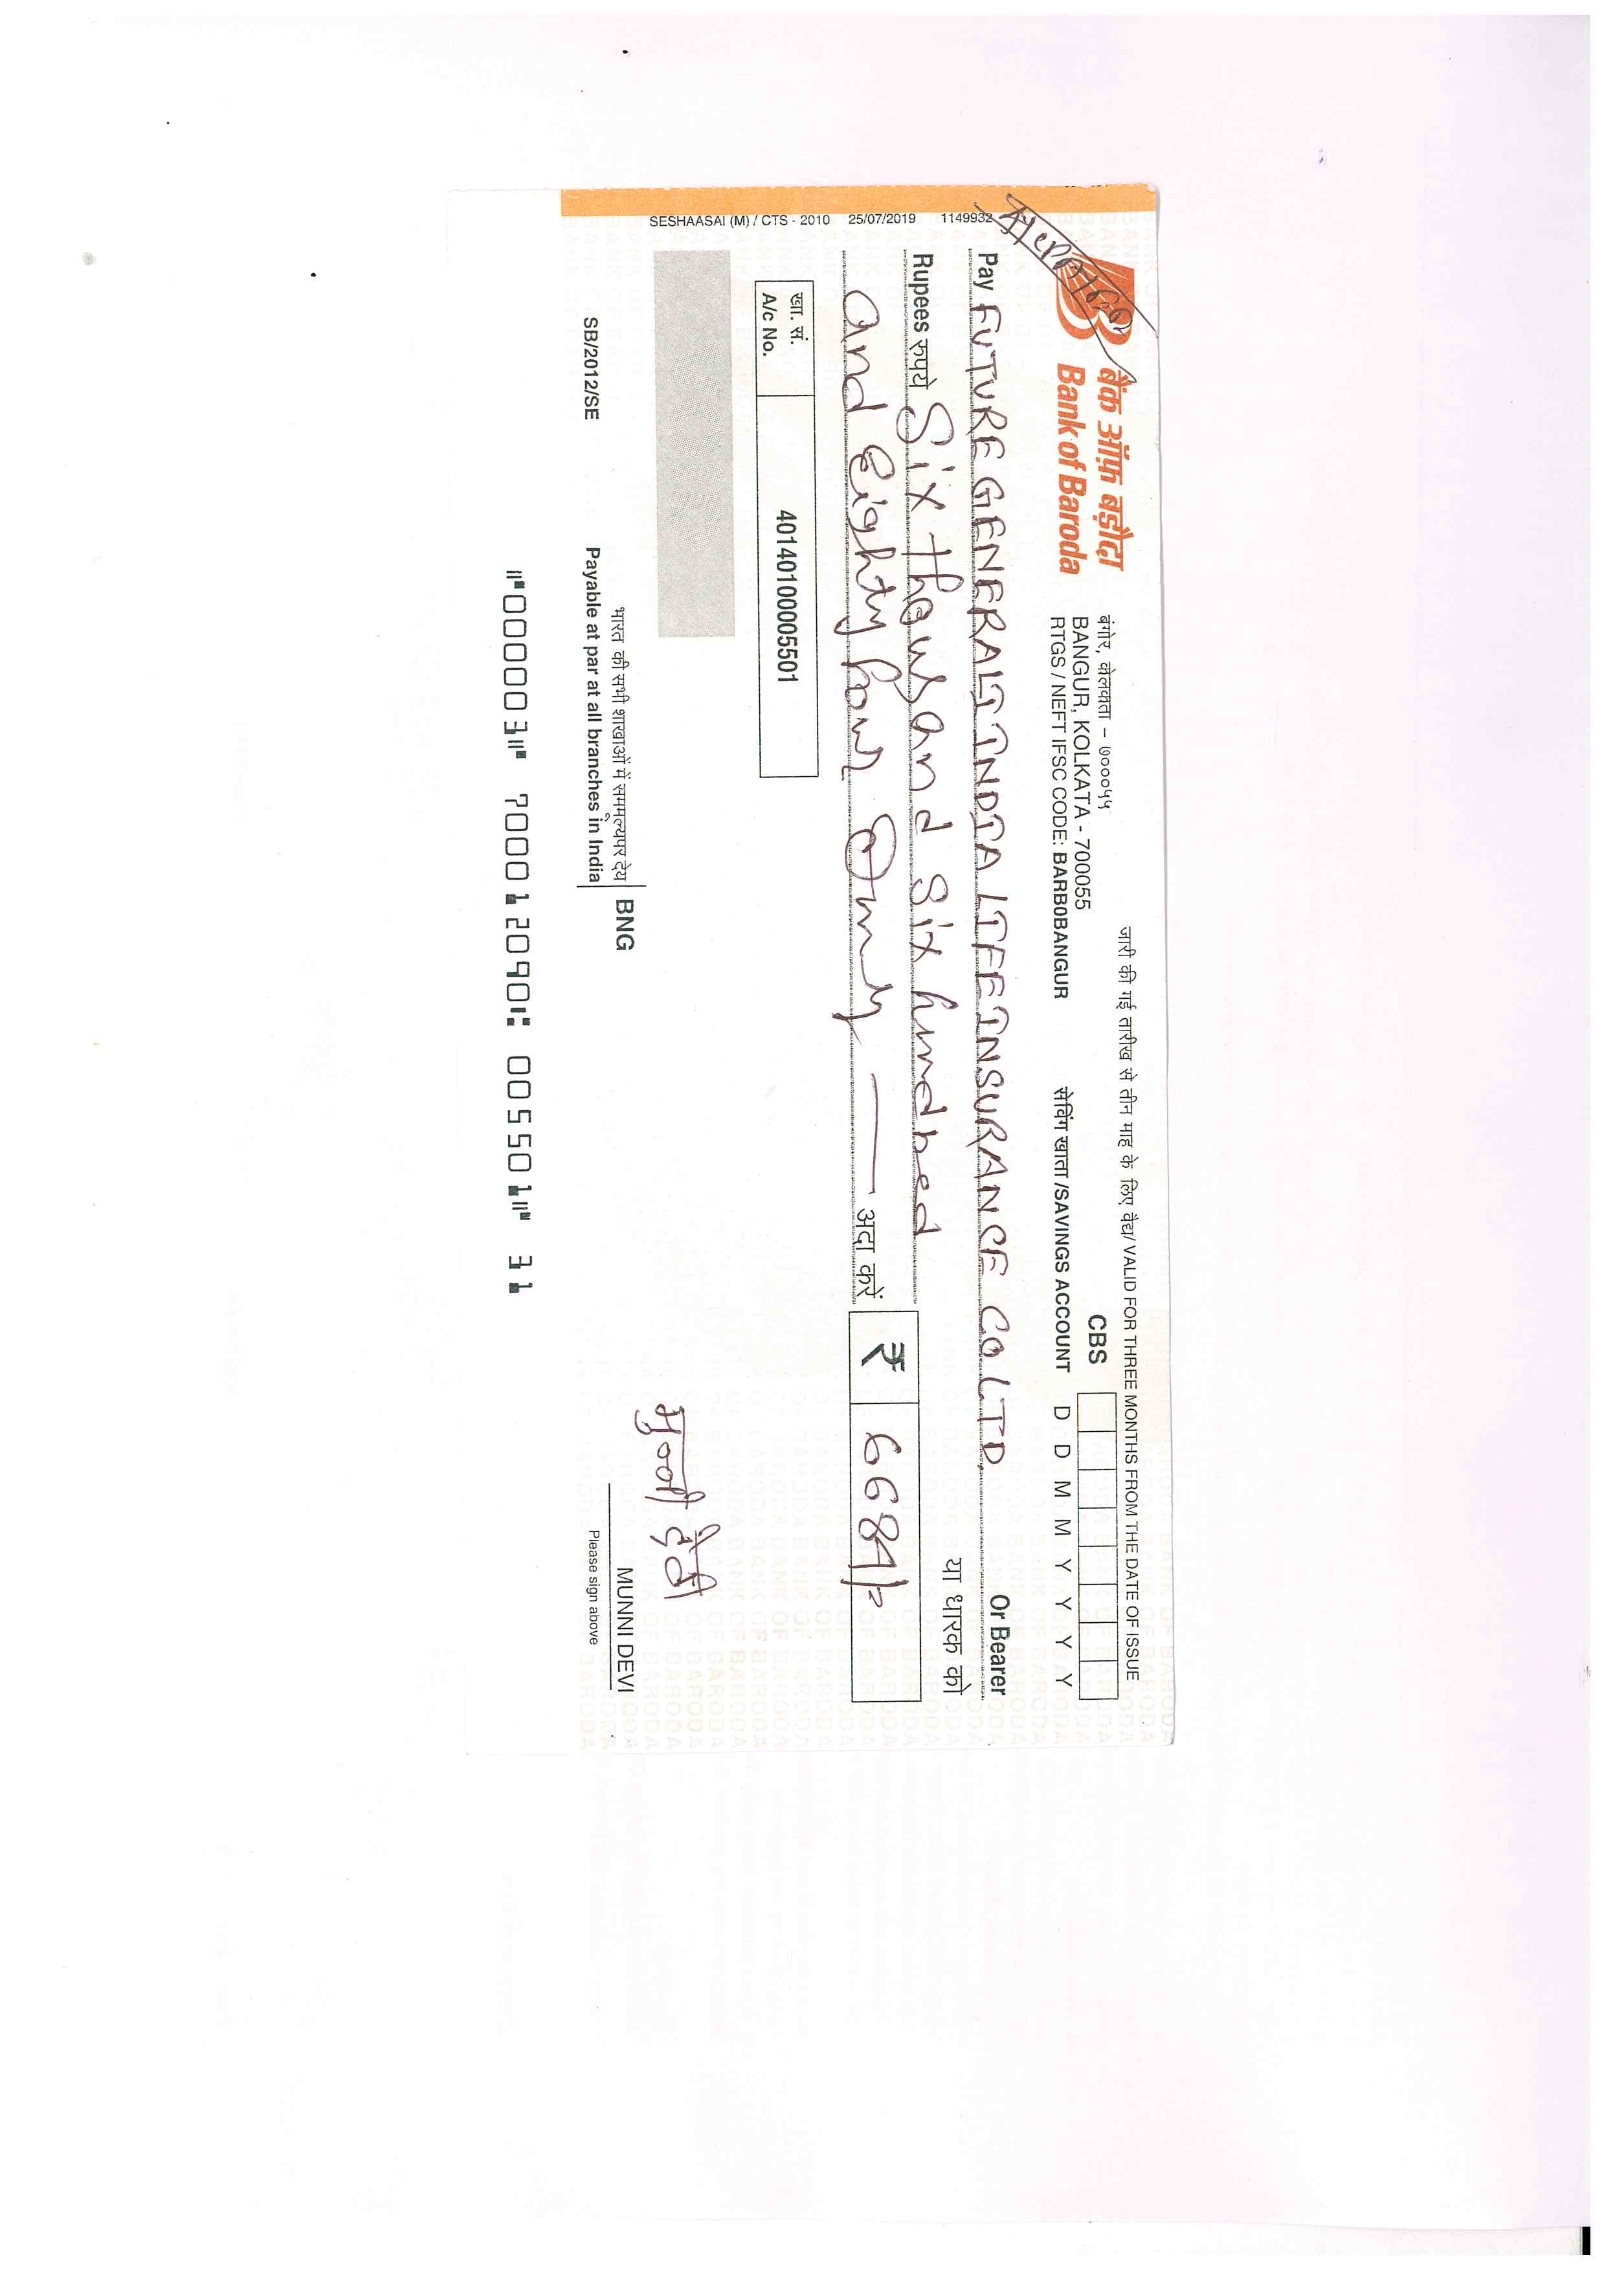 A/c Payee
बैंक ऑफ़ बड़ौदा
Bank of Baroda
बंगोर, केलकता – ७०००५५
BANGUR, KOLKATA - 700055
RTGS / NEFT IFSC CODE: BARB0BANGUR
जारी की गई तारीख से तीन माह के लिए वैद्य/ VALID FOR THREE MONTHS FROM THE DATE OF ISSUE
CBS
सेविंग खाता /SAVINGS ACCOUNT D D M M Y Y Y Y
Pay FUTURE GENERALI INDIA LIFE INSURANCE CO LTD Or Bearer
या धारक को
Rupees रुपये Six thousand six hundred
and Eighty four Only — अदा करें ₹ 6684/-
खा. सं.
A/c No.
40140100005501
SESHAASAI (M) / CTS - 2010 25/07/2019 1149932
मुन्नी देवी
MUNNI DEVI
Please sign above
SB/2012/SE
भारत की सभी शाखाओं में सममूल्यपर देय
Payable at par at all branches in India
BNG
⑈000003⑈ 700012090⑆ 005501⑈ 31